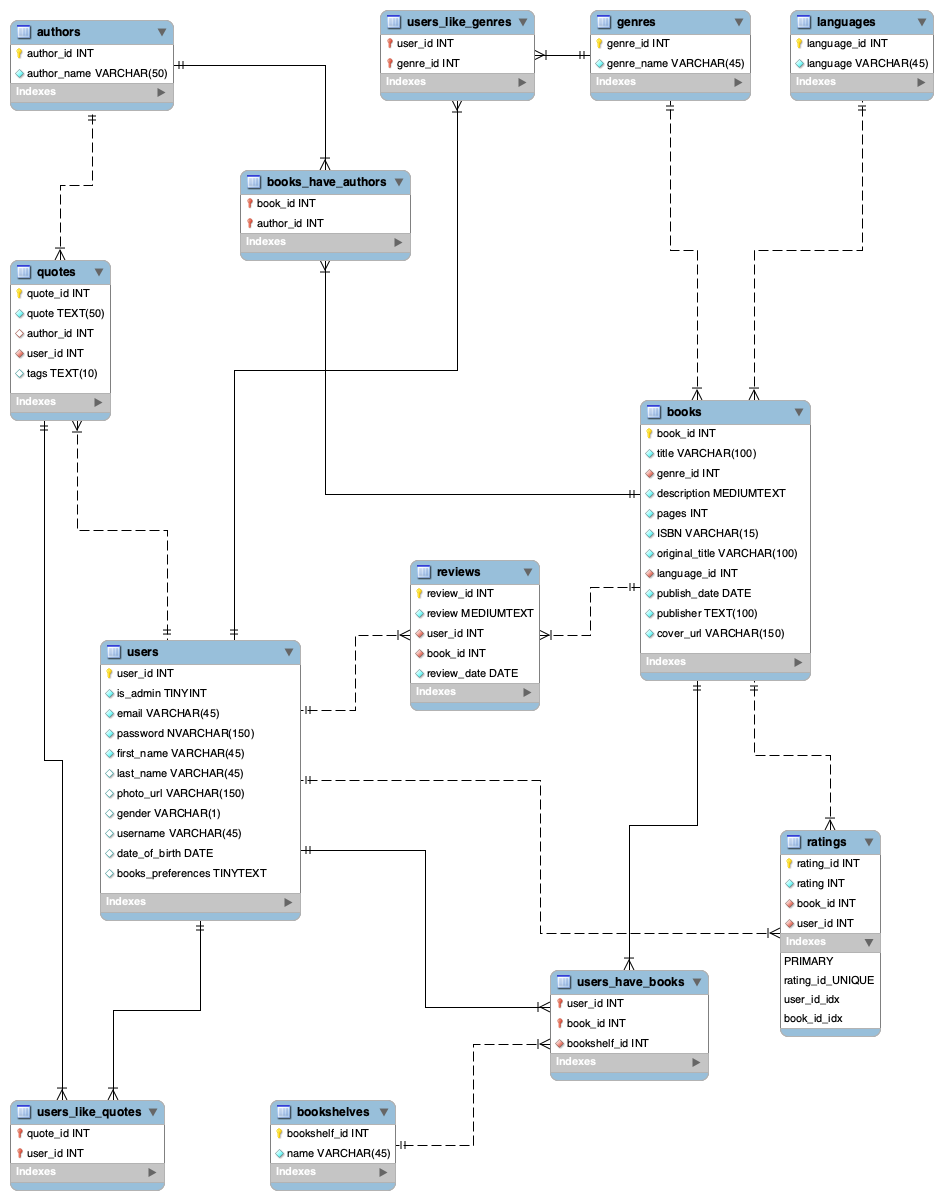 authors
author_id INT
author_name VARCHAR(50)
Indexes
users_like_genres
user_id INT
genre_id INT
Indexes
genres
genre_id INT
genre_name VARCHAR(45)
Indexes
languages
language_id INT
language VARCHAR(45)
Indexes
books_have_authors
book_id INT
author_id INT
Indexes
quotes
quote_id INT
quote TEXT(50)
author_id INT
user_id INT
tags TEXT(10)
Indexes
books
book_id INT
title VARCHAR(100)
genre_id INT
description MEDIUMTEXT
pages INT
ISBN VARCHAR(15)
original_title VARCHAR(100)
language_id INT
publish_date DATE
publisher TEXT(100)
cover_url VARCHAR(150)
Indexes
reviews
review_id INT
review MEDIUMTEXT
user_id INT
book_id INT
review_date DATE
Indexes
users
user_id INT
is_admin TINYINT
email VARCHAR(45)
password NVARCHAR(150)
first_name VARCHAR(45)
last_name VARCHAR(45)
photo_url VARCHAR(150)
gender VARCHAR(1)
username VARCHAR(45)
date_of_birth DATE
books_preferences TINYTEXT
Indexes
ratings
rating_id INT
rating INT
book_id INT
user_id INT
Indexes
PRIMARY
rating_id_UNIQUE
user_id_idx
book_id_idx
users_have_books
user_id INT
book_id INT
bookshelf_id INT
Indexes
users_like_quotes
quote_id INT
user_id INT
Indexes
bookshelves
bookshelf_id INT
name VARCHAR(45)
Indexes